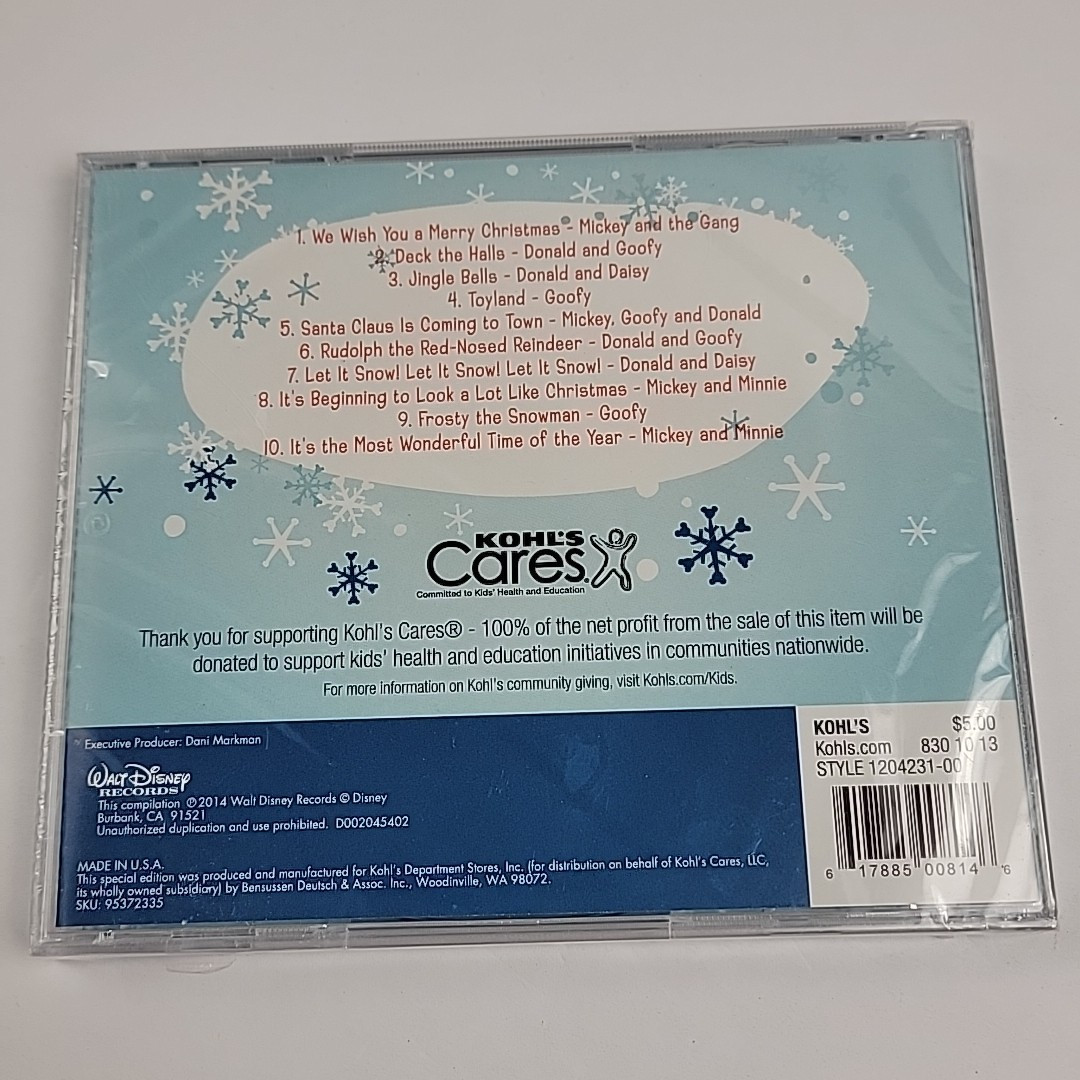 1. We Wish You a Merry Christmas - Mickey and the Gang
2. Deck the Halls - Donald and Goofy
3. Jingle Bells - Donald and Daisy
4. Toyland - Goofy
5. Santa Claus Is Coming to Town - Mickey, Goofy and Donald
6. Rudolph the Red-Nosed Reindeer - Donald and Goofy
7. Let It Snow! Let It Snow! Let It Snow! - Donald and Daisy
8. It's Beginning to Look a Lot Like Christmas - Mickey and Minnie
9. Frosty the Snowman - Goofy
10. It's the Most Wonderful Time of the Year - Mickey and Minnie
KOHL'S
Cares®
Committed to Kids' Health and Education
Thank you for supporting Kohl's Cares® - 100% of the net profit from the sale of this item will be
donated to support kids' health and education initiatives in communities nationwide.
For more information on Kohl's community giving, visit Kohls.com/Kids.
Executive Producer: Dani Markman
WALT DISNEY
RECORDS
This compilation ℗2014 Walt Disney Records © Disney
Burbank, CA 91521
Unauthorized duplication and use prohibited. D002045402
MADE IN U.S.A.
This special edition was produced and manufactured for Kohl's Department Stores, Inc. (for distribution on behalf of Kohl's Cares, LLC,
its wholly owned subsidiary) by Bensussen Deutsch & Assoc. Inc., Woodinville, WA 98072.
SKU: 95372335
KOHL'S $5.00
Kohls.com 830 10 13
STYLE 1204231-00
6 17885 00814 6